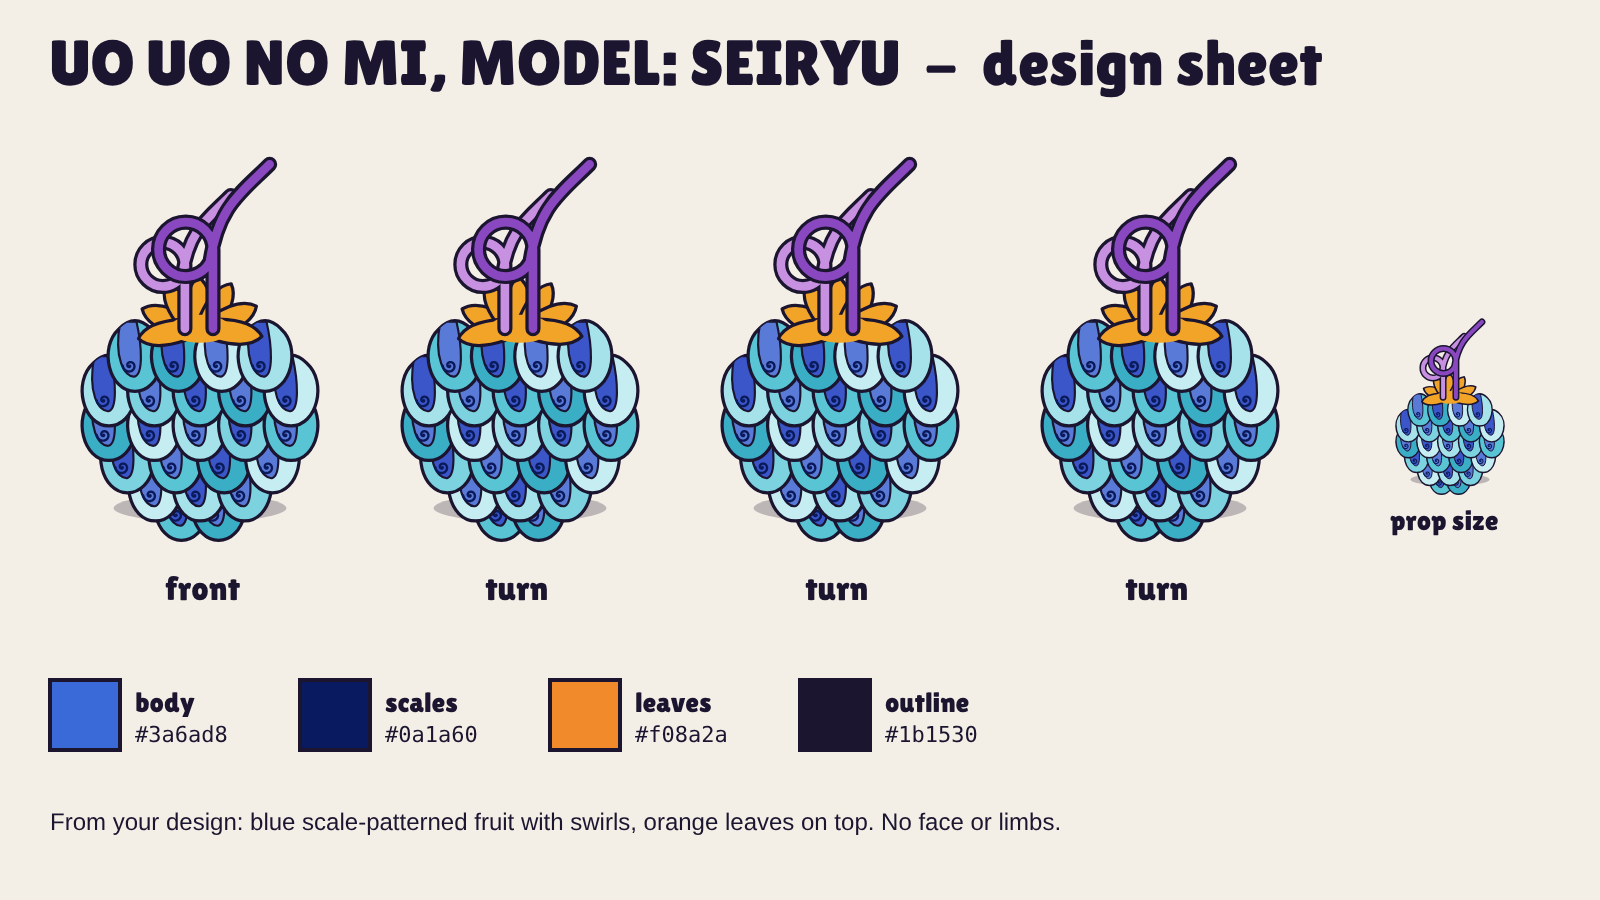 UO UO NO MI, MODEL: SEIRYU – design sheet
prop size
front
turn
turn
turn
body
#3a6ad8
scales
#0a1a60
leaves
#f08a2a
outline
#1b1530
From your design: blue scale-patterned fruit with swirls, orange leaves on top. No face or limbs.